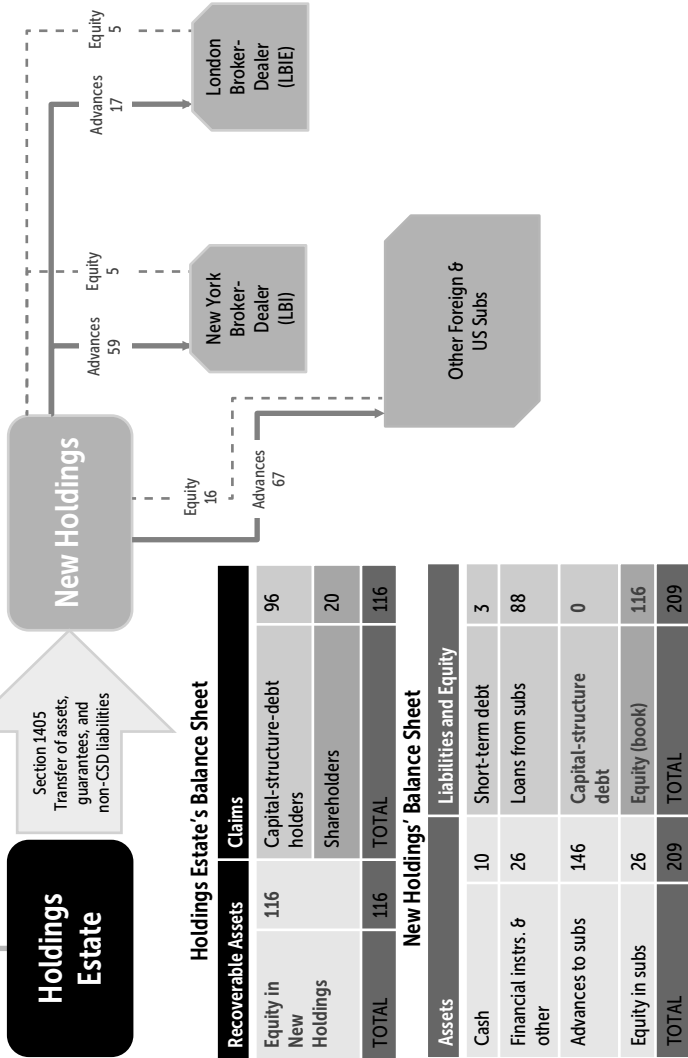 Holdings
Estate
Section 1405
Transfer of assets,
guarantees, and
non-CSD liabilities
New Holdings
Equity
16
Advances
67
Advances
59
Equity
5
Advances
17
Equity
5
New York
Broker-
Dealer
(LBI)
London
Broker-
Dealer
(LBIE)
Other Foreign &
US Subs
Holdings Estate's Balance Sheet
Recoverable Assets Claims
Equity in
New
Holdings
116
Capital-structure-debt
holders
96
Shareholders 20
TOTAL 116 TOTAL 116
New Holdings' Balance Sheet
Assets Liabilities and Equity
Cash 10 Short-term debt 3
Financial instrs. &
other
26 Loans from subs 88
Advances to subs 146 Capital-structure
debt
0
Equity in subs 26 Equity (book) 116
TOTAL 209 TOTAL 209